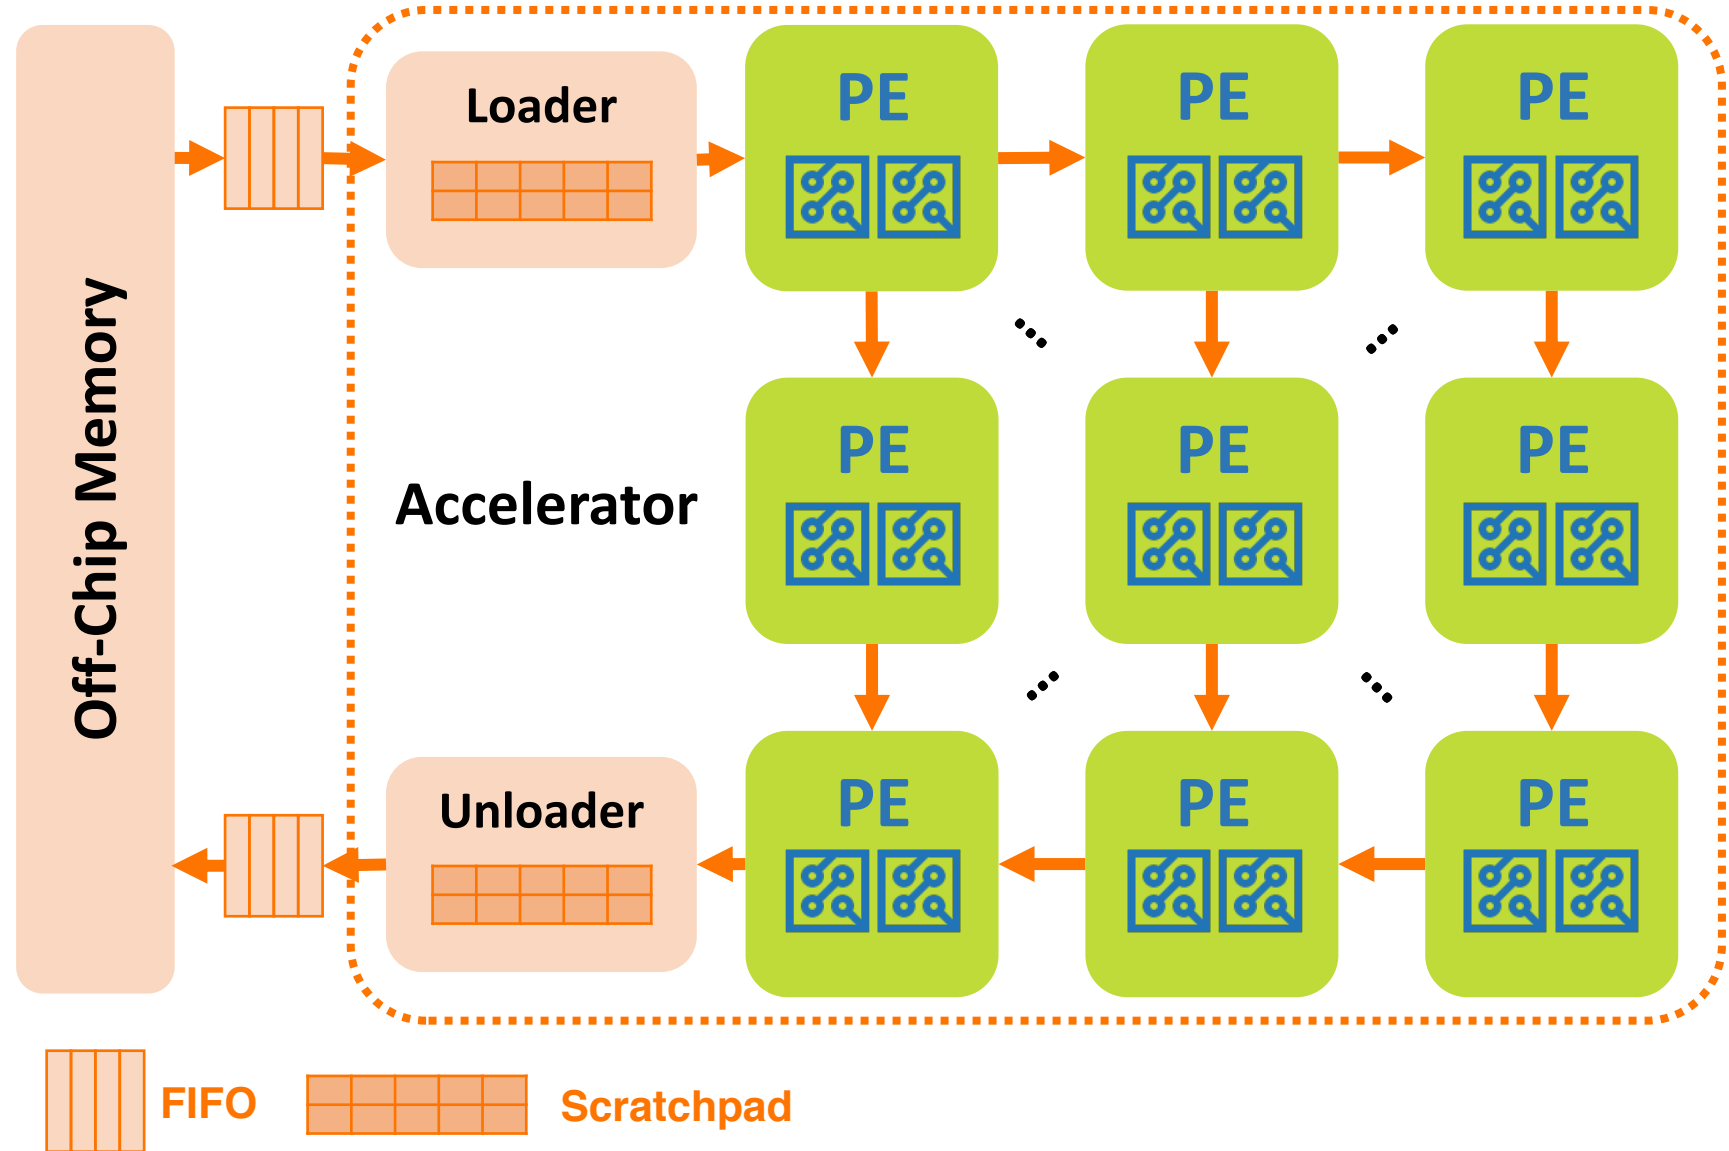 Off-Chip Memory
Loader
PE
PE
PE
Accelerator
PE
PE
PE
Unloader
PE
PE
PE
FIFO
Scratchpad